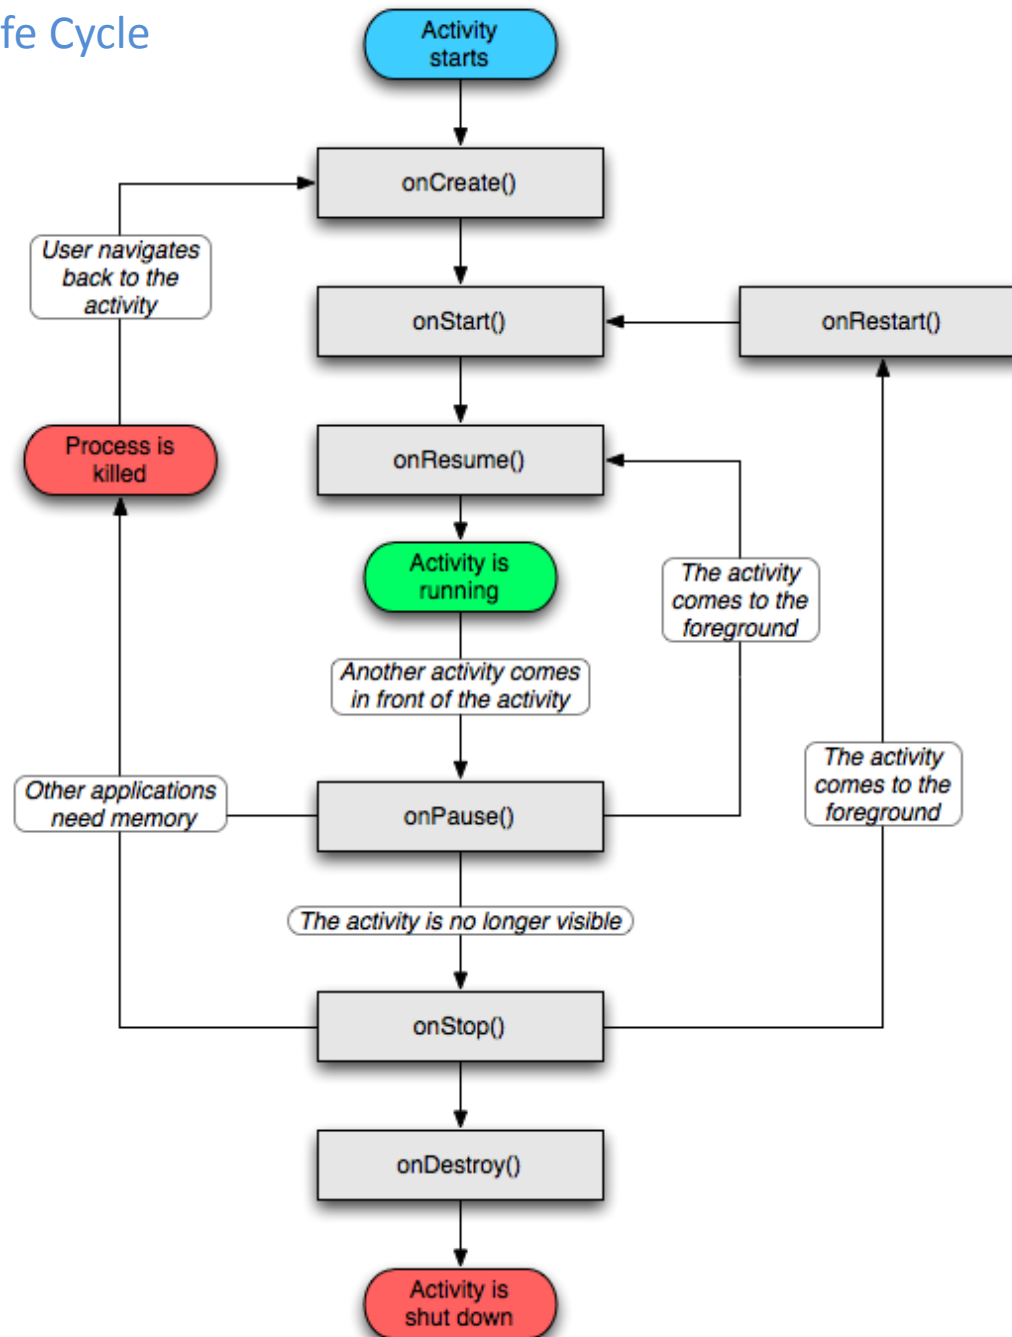 fe Cycle
Activity
starts
onCreate()
User navigates
back to the
activity
onStart()
onRestart()
Process is
killed
onResume()
Activity is
running
The activity
comes to the
foreground
Another activity comes
in front of the activity
The activity
comes to the
foreground
Other applications
need memory
onPause()
The activity is no longer visible
onStop()
onDestroy()
Activity is
shut down